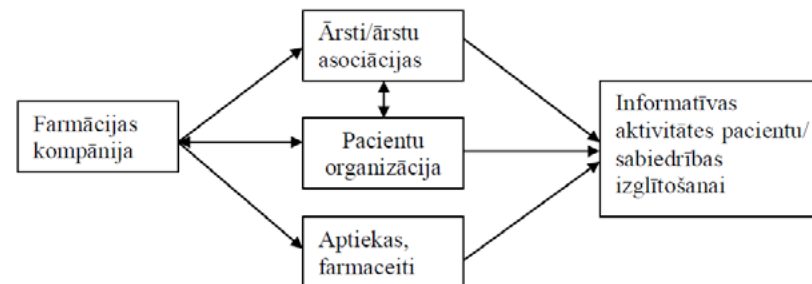 Ārsti/ārstu
asociācijas
Farmācijas
kompānija
Pacientu
organizācija
Aptiekas,
farmaceiti
Informatīvas
aktivitātes pacientu/
sabiedrības
izglītošanai